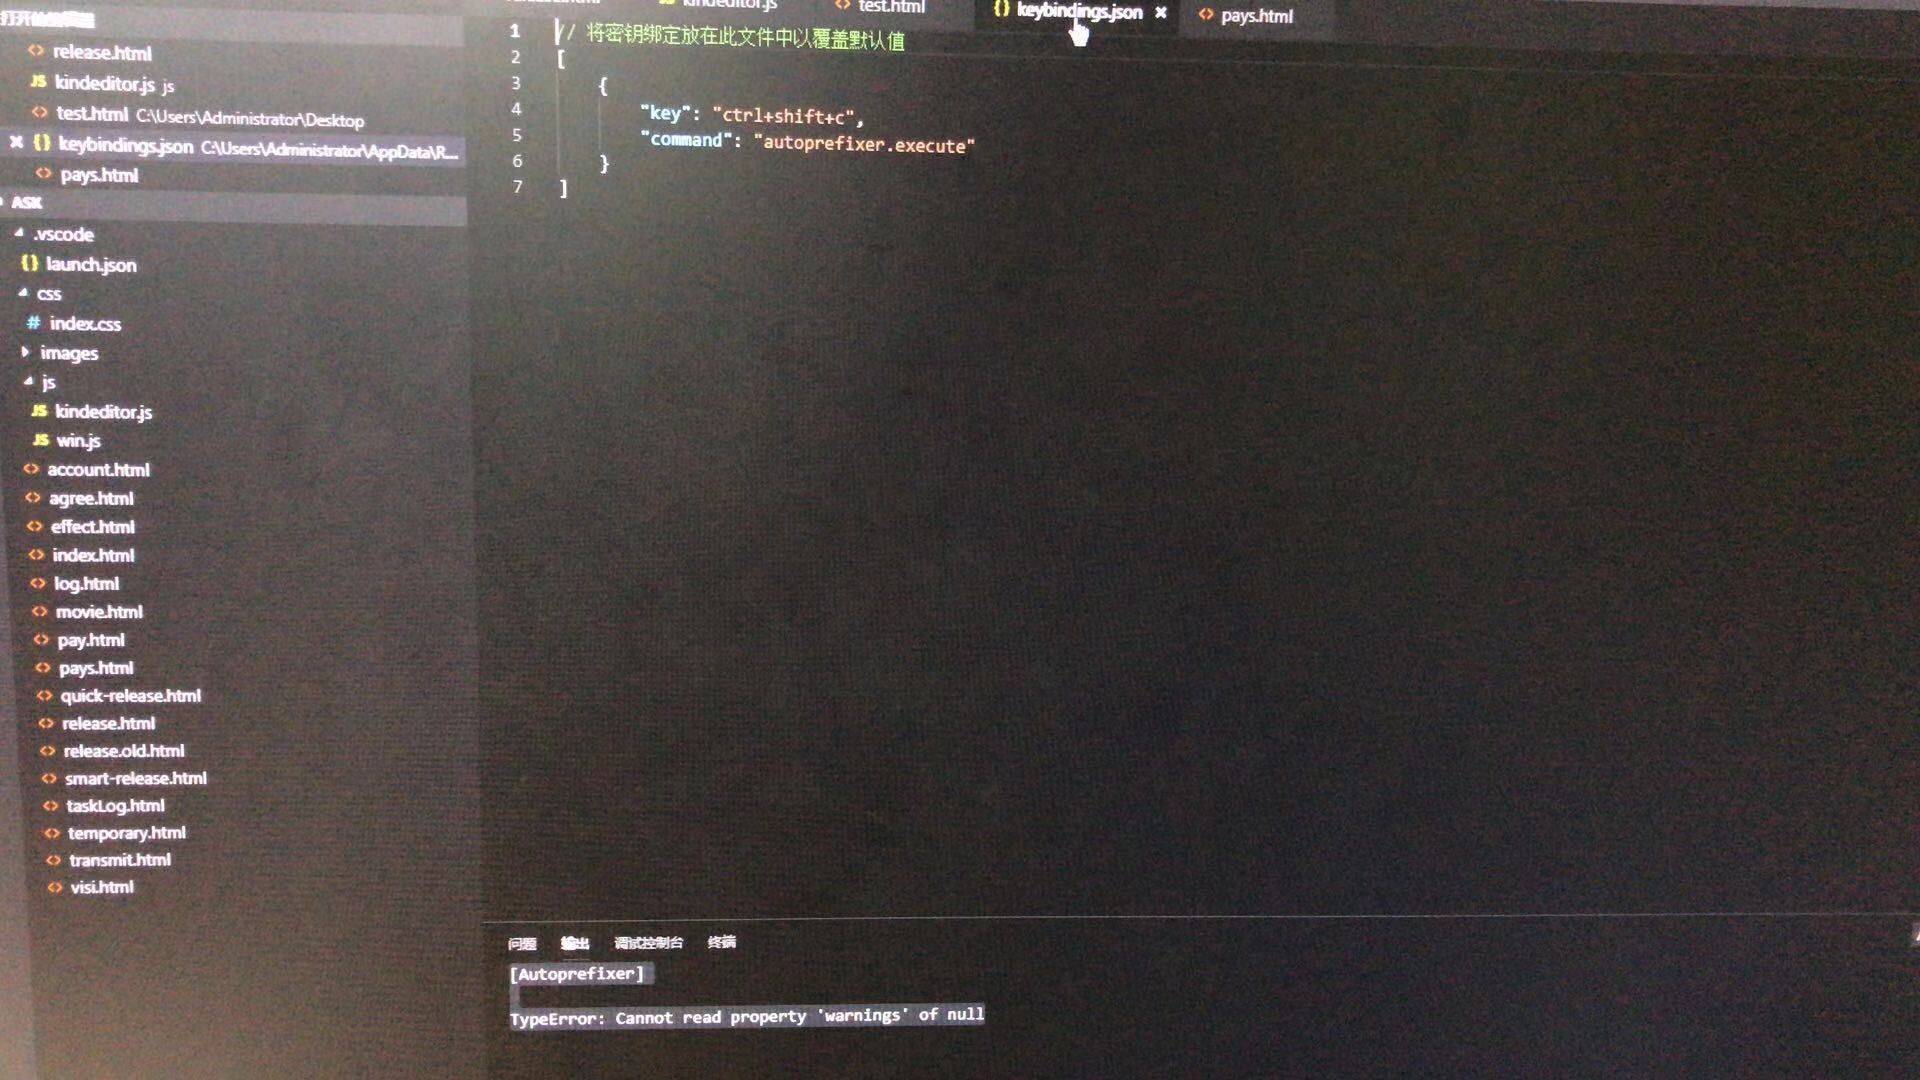 打开的编辑器
release.html
JS kindeditor.js js
test.html C:\Users\Administrator\Desktop
keybindings.json C:\Users\Administrator\AppData\R...
pays.html
ASK
.vscode
{} launch.json
css
# index.css
images
js
JS kindeditor.js
JS win.js
account.html
agree.html
effect.html
index.html
log.html
movie.html
pay.html
pays.html
quick-release.html
release.html
release.old.html
smart-release.html
taskLog.html
temporary.html
transmit.html
visi.html
kindeditor.js
test.html
{} keybindings.json
pays.html
1 // 将密钥绑定放在此文件中以覆盖默认值
2 [
3 {
4 "key": "ctrl+shift+c",
5 "command": "autoprefixer.execute"
6 }
7 ]
问题 输出 调试控制台 终端
[Autoprefixer]
TypeError: Cannot read property 'warnings' of null